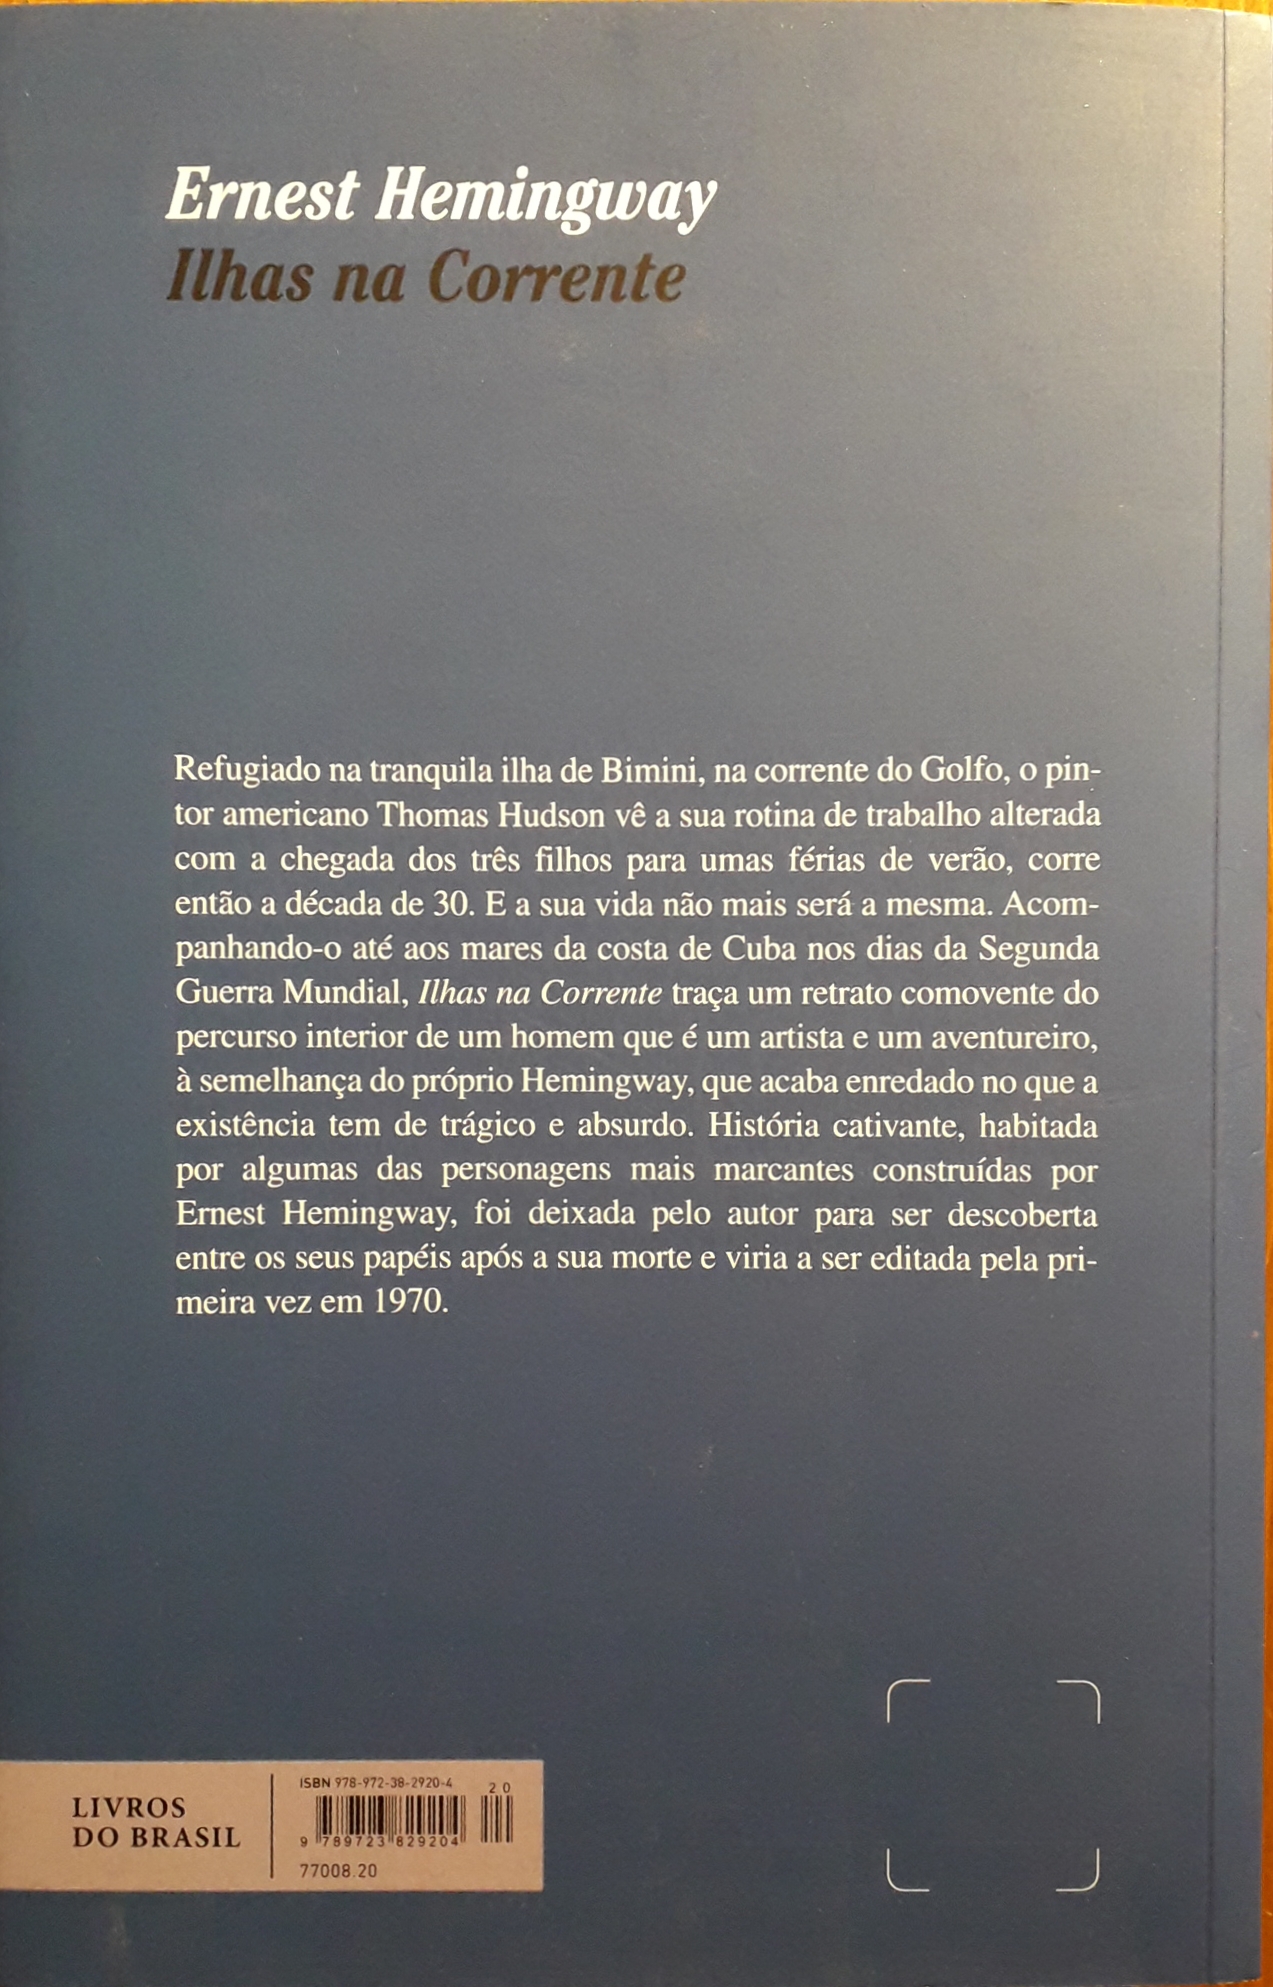 Ernest Hemingway
Ilhas na Corrente
Refugiado na tranquila ilha de Bimini, na corrente do Golfo, o pin-
tor americano Thomas Hudson vê a sua rotina de trabalho alterada
com a chegada dos três filhos para umas férias de verão, corre
então a década de 30. E a sua vida não mais será a mesma. Acom-
panhando-o até aos mares da costa de Cuba nos dias da Segunda
Guerra Mundial, Ilhas na Corrente traça um retrato comovente do
percurso interior de um homem que é um artista e um aventureiro,
à semelhança do próprio Hemingway, que acaba enredado no que a
existência tem de trágico e absurdo. História cativante, habitada
por algumas das personagens mais marcantes construídas por
Ernest Hemingway, foi deixada pelo autor para ser descoberta
entre os seus papéis após a sua morte e viria a ser editada pela pri-
meira vez em 1970.
LIVROS
DO BRASIL
ISBN 978-972-38-2920-4
20
9 789723 829204
77008.20